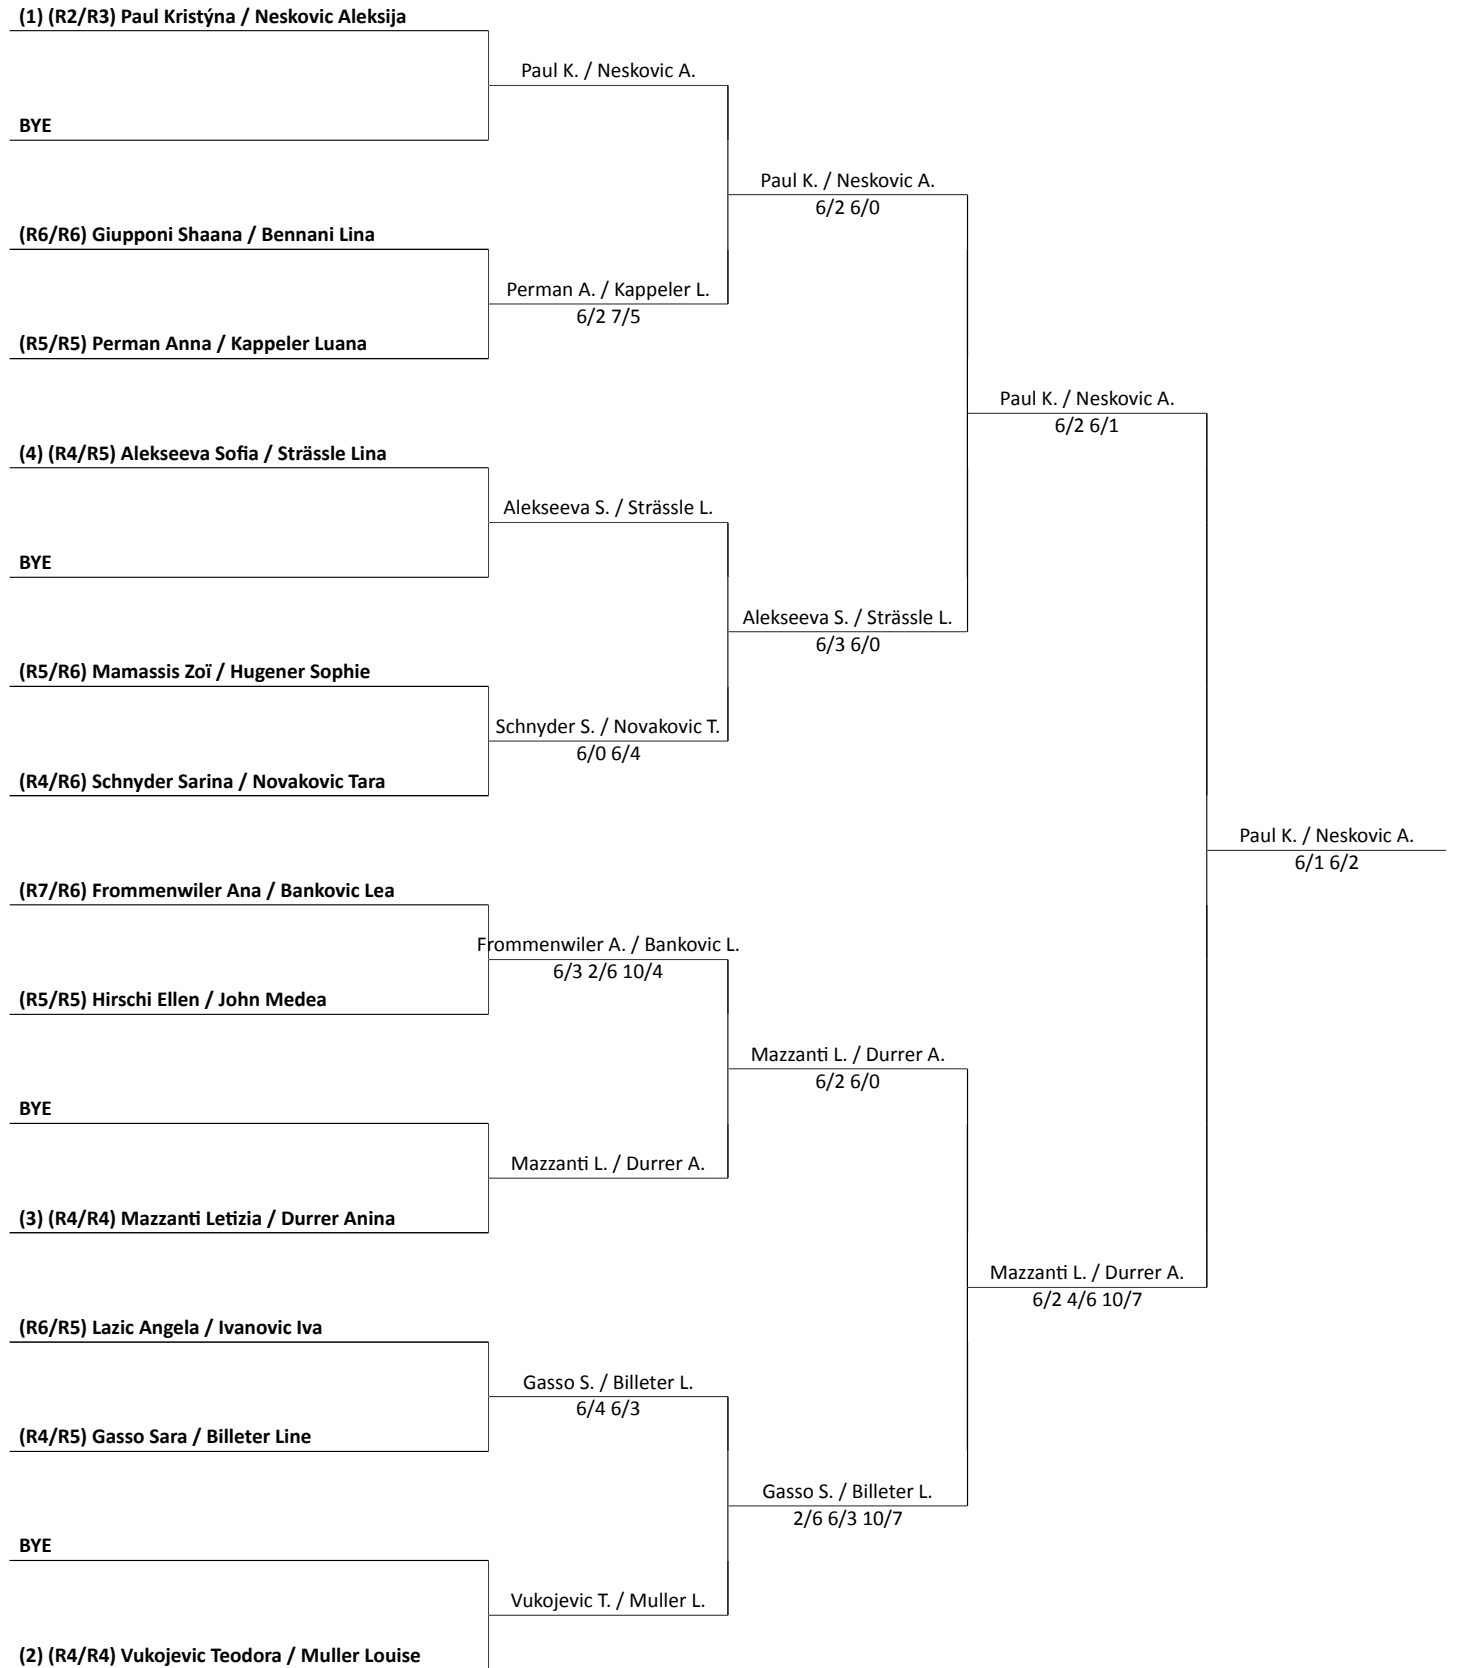 (1) (R2/R3) Paul Kristýna / Neskovic Aleksija
Paul K. / Neskovic A.
BYE
Paul K. / Neskovic A.
6/2 6/0
(R6/R6) Giupponi Shaana / Bennani Lina
Perman A. / Kappeler L.
6/2 7/5
(R5/R5) Perman Anna / Kappeler Luana
Paul K. / Neskovic A.
6/2 6/1
(4) (R4/R5) Alekseeva Sofia / Strässle Lina
Alekseeva S. / Strässle L.
BYE
Alekseeva S. / Strässle L.
6/3 6/0
(R5/R6) Mamassis Zoï / Hugener Sophie
Schnyder S. / Novakovic T.
6/0 6/4
(R4/R6) Schnyder Sarina / Novakovic Tara
Paul K. / Neskovic A.
6/1 6/2
(R7/R6) Frommenwiler Ana / Bankovic Lea
Frommenwiler A. / Bankovic L.
6/3 2/6 10/4
(R5/R5) Hirschi Ellen / John Medea
Mazzanti L. / Durrer A.
6/2 6/0
BYE
Mazzanti L. / Durrer A.
(3) (R4/R4) Mazzanti Letizia / Durrer Anina
Mazzanti L. / Durrer A.
6/2 4/6 10/7
(R6/R5) Lazic Angela / Ivanovic Iva
Gasso S. / Billeter L.
6/4 6/3
(R4/R5) Gasso Sara / Billeter Line
Gasso S. / Billeter L.
2/6 6/3 10/7
BYE
Vukojevic T. / Muller L.
(2) (R4/R4) Vukojevic Teodora / Muller Louise